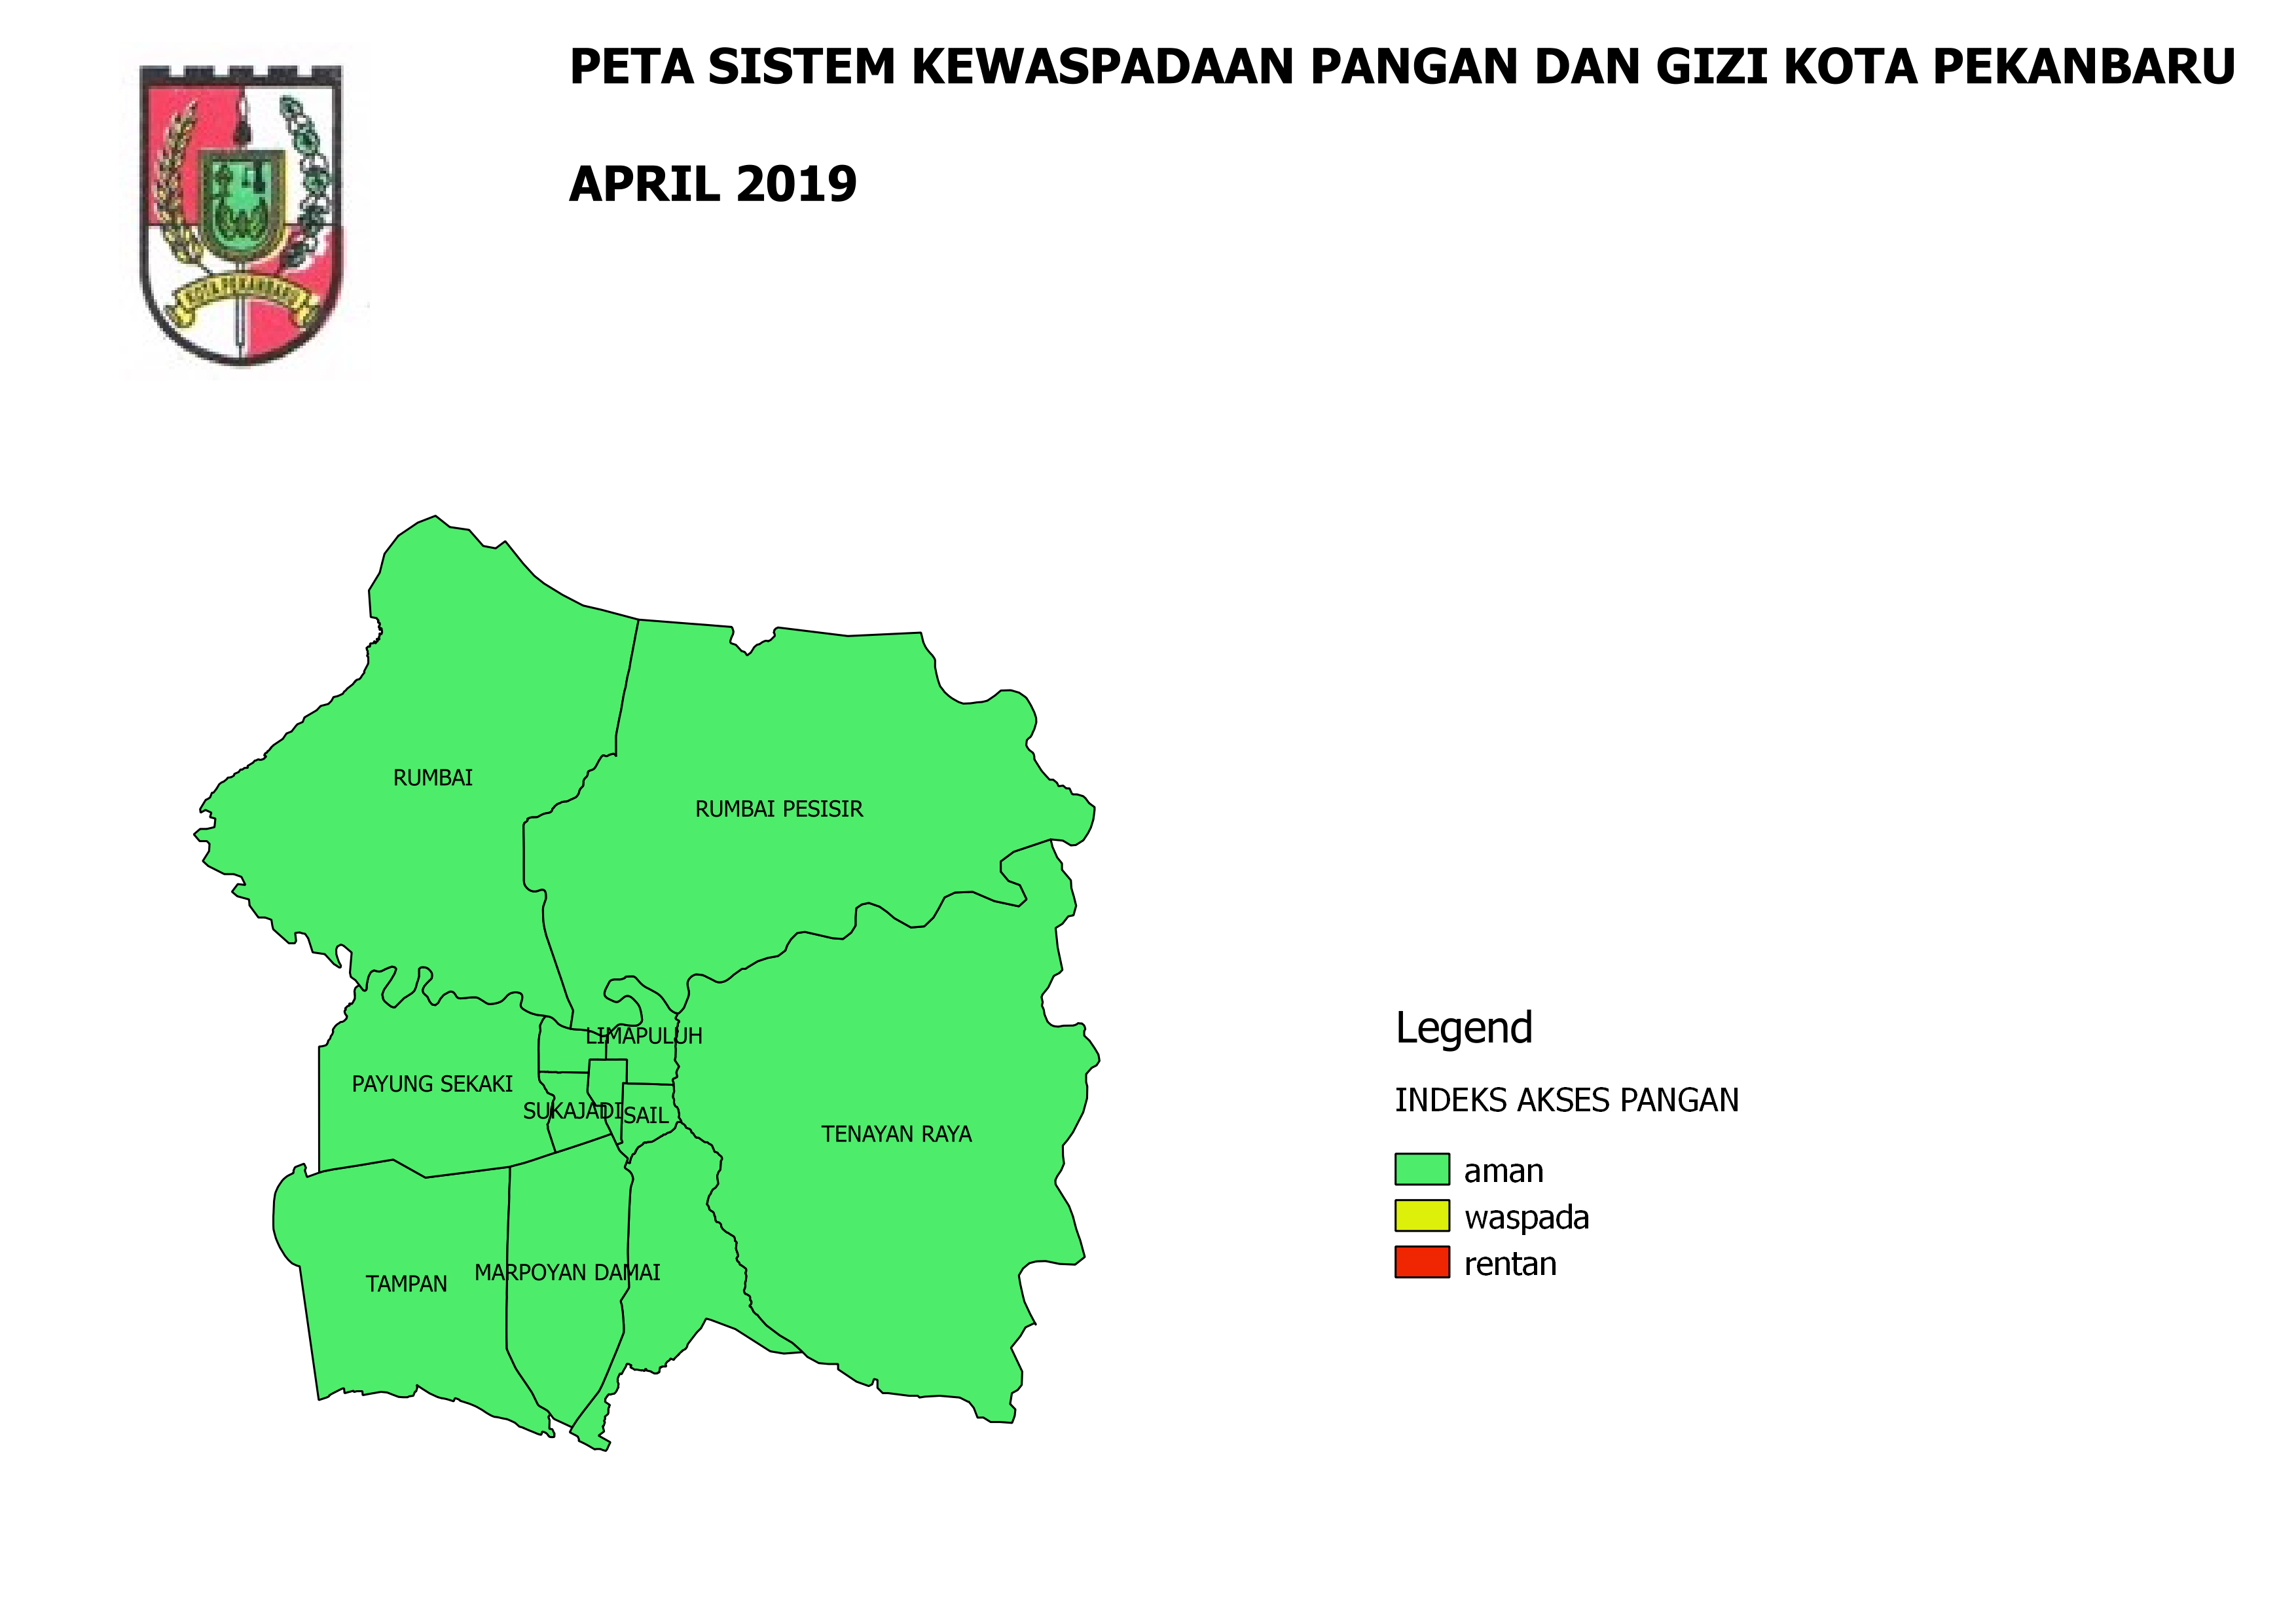 PETA SISTEM KEWASPADAAN PANGAN DAN GIZI KOTA PEKANBARU
APRIL 2019
KOTA PEKANBARU
RUMBAI
RUMBAI PESISIR
LIMAPULUH
PAYUNG SEKAKI
SUKAJADI
SAIL
TENAYAN RAYA
MARPOYAN DAMAI
TAMPAN
Legend
INDEKS AKSES PANGAN
aman
waspada
rentan